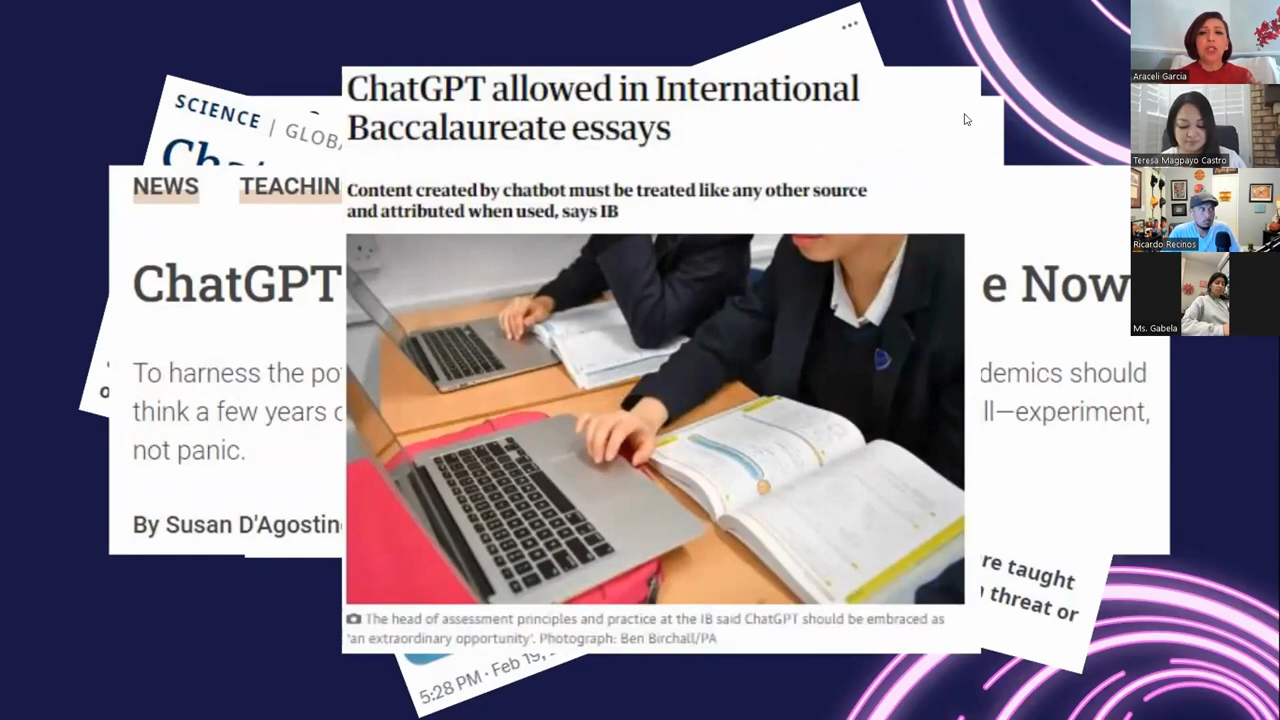 SCIENCE | GLOBA
NEWS TEACHIN
ChatGPT
e Now
To harness the po
demics should
think a few years o
ll—experiment,
not panic.
By Susan D'Agostin
ChatGPT allowed in International
Baccalaureate essays
Content created by chatbot must be treated like any other source
and attributed when used, says IB
The head of assessment principles and practice at the IB said ChatGPT should be embraced as
'an extraordinary opportunity'. Photograph: Ben Birchall/PA
re taught
threat or
5:28 PM · Feb 19,
Araceli Garcia
Teresa Magpayo Castro
Ricardo Recinos
Ms. Gabela